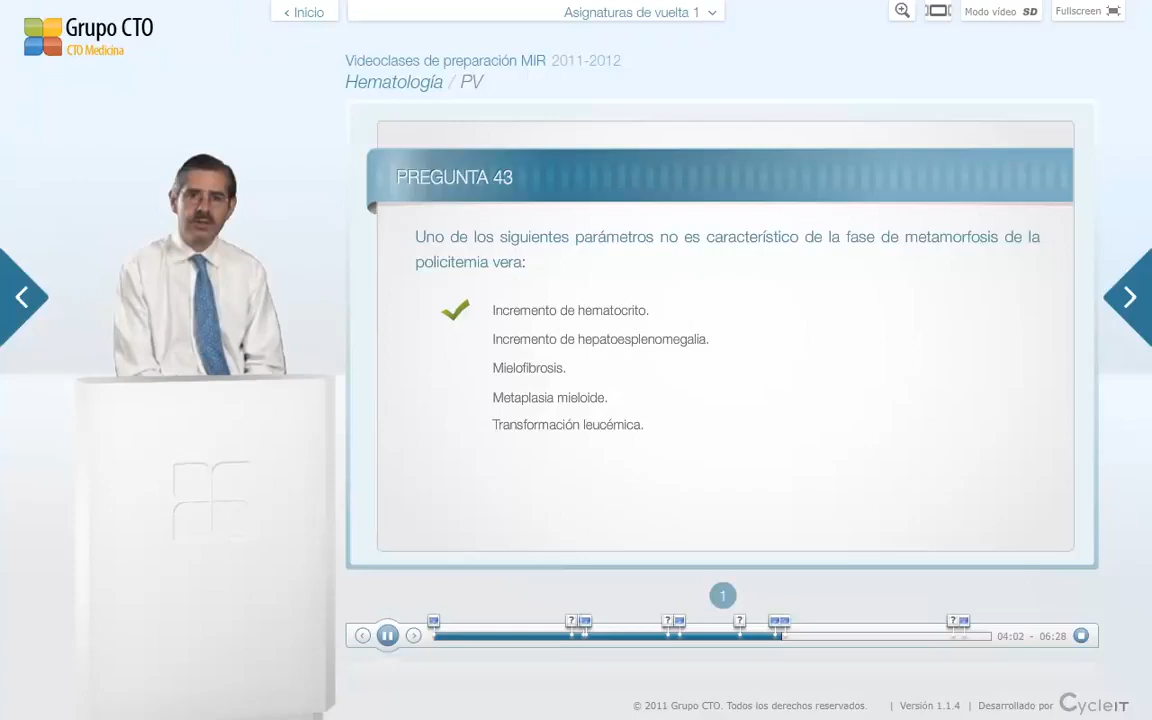 Grupo CTO
CTO Medicina
‹ Inicio
Asignaturas de vuelta 1
Modo vídeo SD
Fullscreen
Videoclases de preparación MIR 2011-2012
Hematología / PV
PREGUNTA 43
Uno de los siguientes parámetros no es característico de la fase de metamorfosis de la
policitemia vera:
Incremento de hematocrito.
Incremento de hepatoesplenomegalia.
Mielofibrosis.
Metaplasia mieloide.
Transformación leucémica.
1
? ? ? ?
04:02 - 06:28
© 2011 Grupo CTO. Todos los derechos reservados. | Versión 1.1.4 | Desarrollado por CycleIT